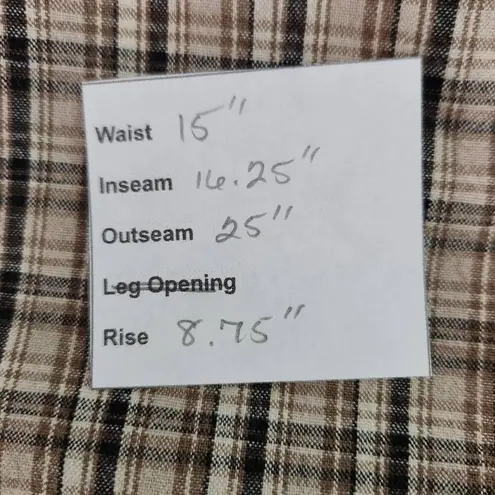 Waist 15"
Inseam 16.25"
Outseam 25"
Leg Opening
Rise 8.75"